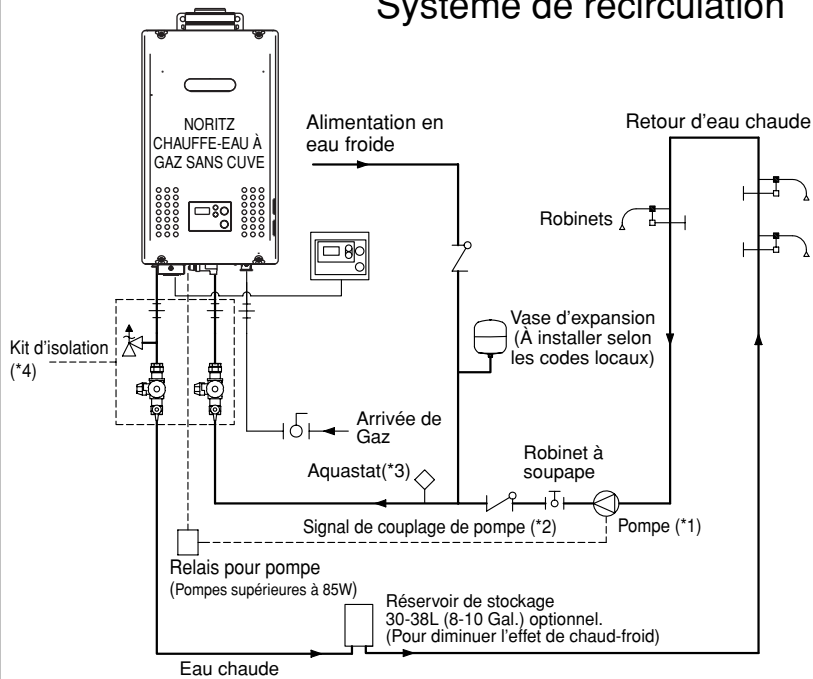 Système de recirculation
NORITZ
CHAUFFE-EAU À
GAZ SANS CUVE
Alimentation en
eau froide
Retour d'eau chaude
Robinets
Vase d'expansion
(À installer selon
les codes locaux)
Kit d'isolation
(*4)
Arrivée de
Gaz
Aquastat(*3)
Robinet à
soupape
Signal de couplage de pompe (*2)
Pompe (*1)
Relais pour pompe
(Pompes supérieures à 85W)
Réservoir de stockage
30-38L (8-10 Gal.) optionnel.
(Pour diminuer l'effet de chaud-froid)
Eau chaude